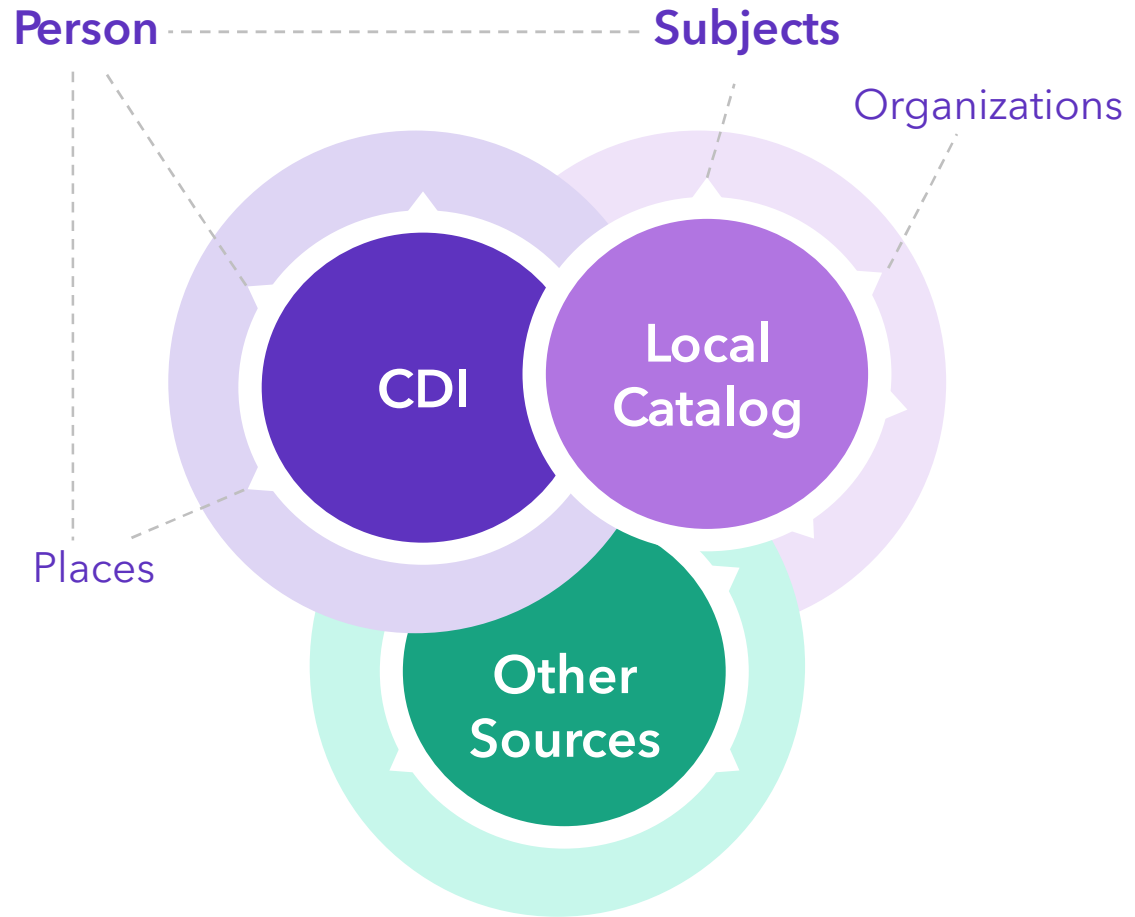 Person
Subjects
Organizations
Local
Catalog
CDI
Places
Other
Sources